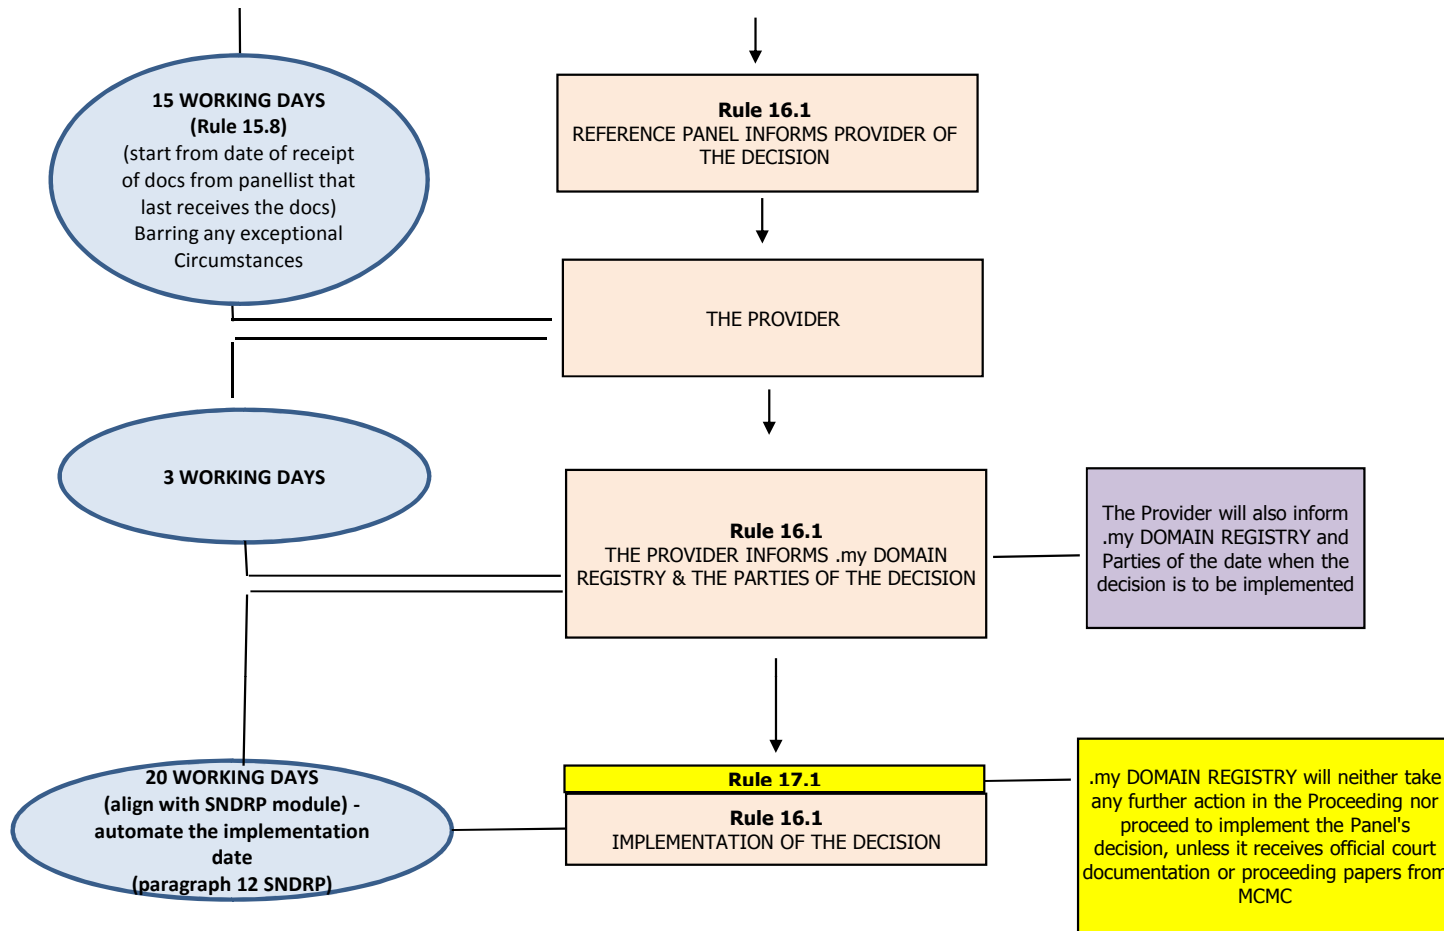 15 WORKING DAYS
(Rule 15.8)
(start from date of receipt
of docs from panellist that
last receives the docs)
Barring any exceptional
Circumstances
Rule 16.1
REFERENCE PANEL INFORMS PROVIDER OF
THE DECISION
THE PROVIDER
3 WORKING DAYS
Rule 16.1
THE PROVIDER INFORMS .my DOMAIN
REGISTRY & THE PARTIES OF THE DECISION
The Provider will also inform
.my DOMAIN REGISTRY and
Parties of the date when the
decision is to be implemented
20 WORKING DAYS
(align with SNDRP module) -
automate the implementation
date
(paragraph 12 SNDRP)
Rule 17.1
Rule 16.1
IMPLEMENTATION OF THE DECISION
.my DOMAIN REGISTRY will neither take
any further action in the Proceeding nor
proceed to implement the Panel's
decision, unless it receives official court
documentation or proceeding papers from
MCMC